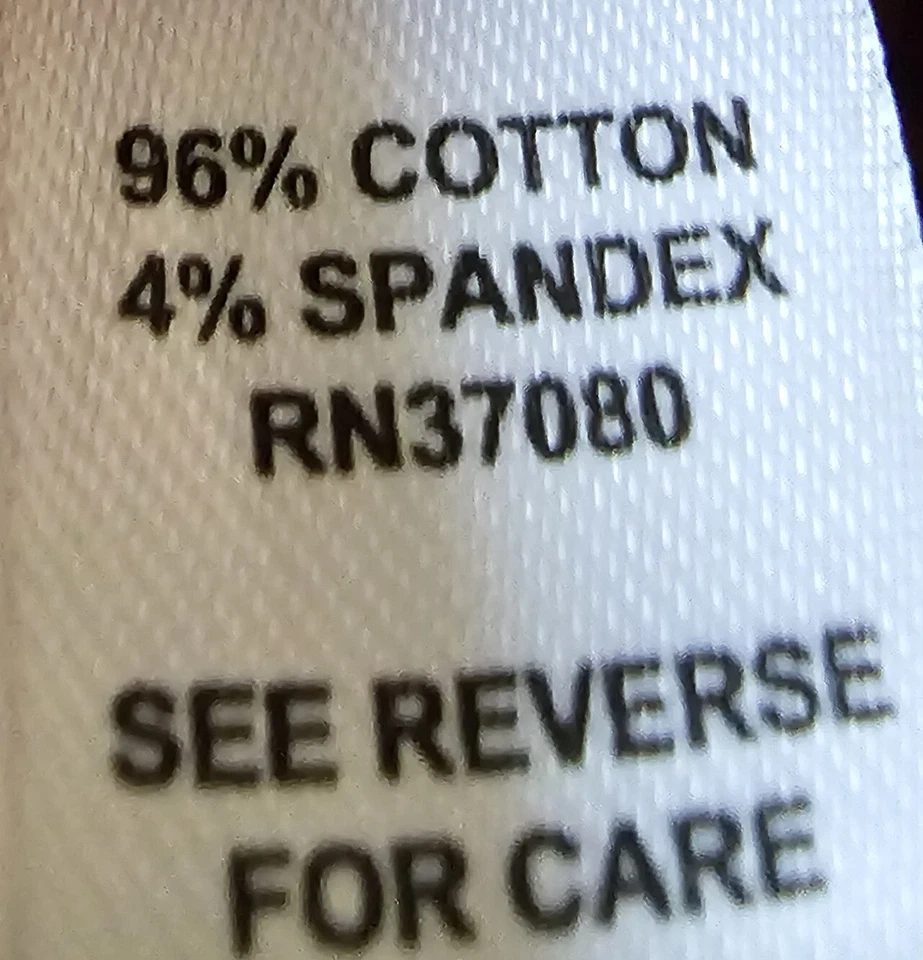 96% COTTON
4% SPANDEX
RN37080
SEE REVERSE
FOR CARE